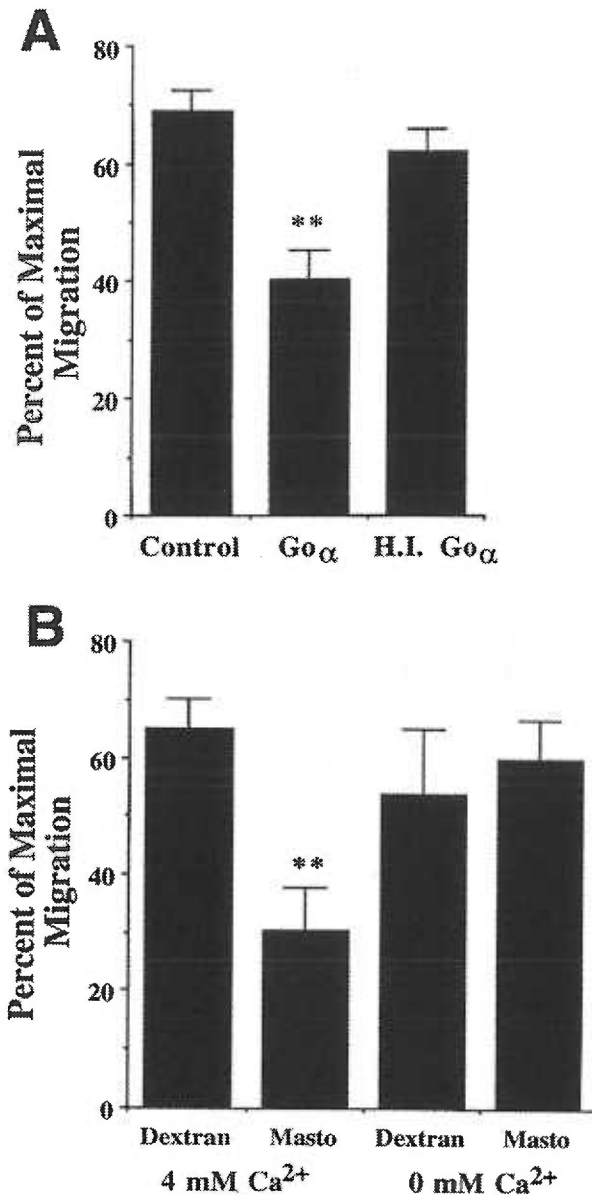 A
80
60
40
20
0
Percent of Maximal
Migration
**
Control Goα H.I. Goα
B
80
60
40
20
0
Percent of Maximal
Migration
**
Dextran Masto Dextran Masto
4 mM Ca²⁺ 0 mM Ca²⁺